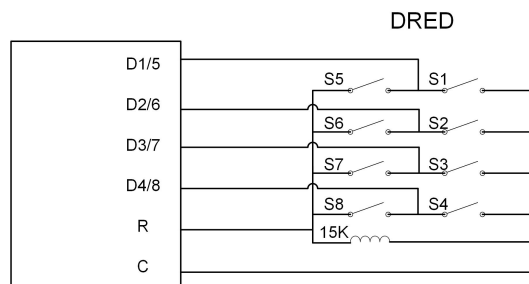 DRED
D1/5
S5 S1
D2/6
S6 S2
D3/7
S7 S3
D4/8
S8 S4
R
15K
C